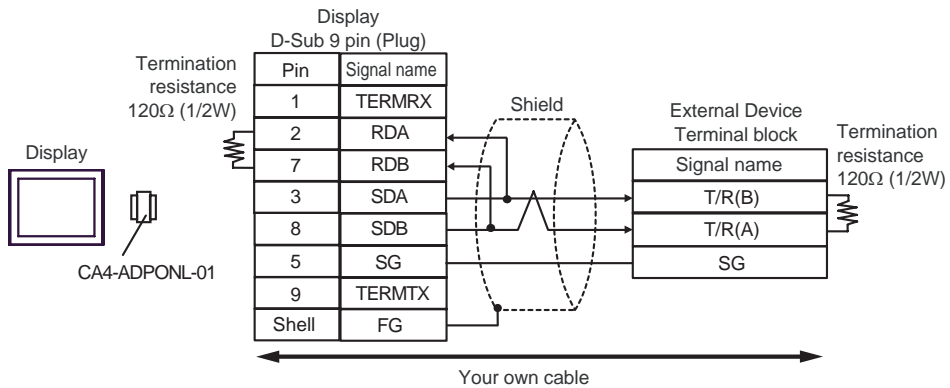 Display
D-Sub 9 pin (Plug)
Termination
resistance
120Ω (1/2W)
Pin Signal name
1 TERMRX
2 RDA
7 RDB
3 SDA
8 SDB
5 SG
9 TERMTX
Shell FG
Shield
External Device
Terminal block
Signal name
T/R(B)
T/R(A)
SG
Termination
resistance
120Ω (1/2W)
Display
CA4-ADPONL-01
Your own cable